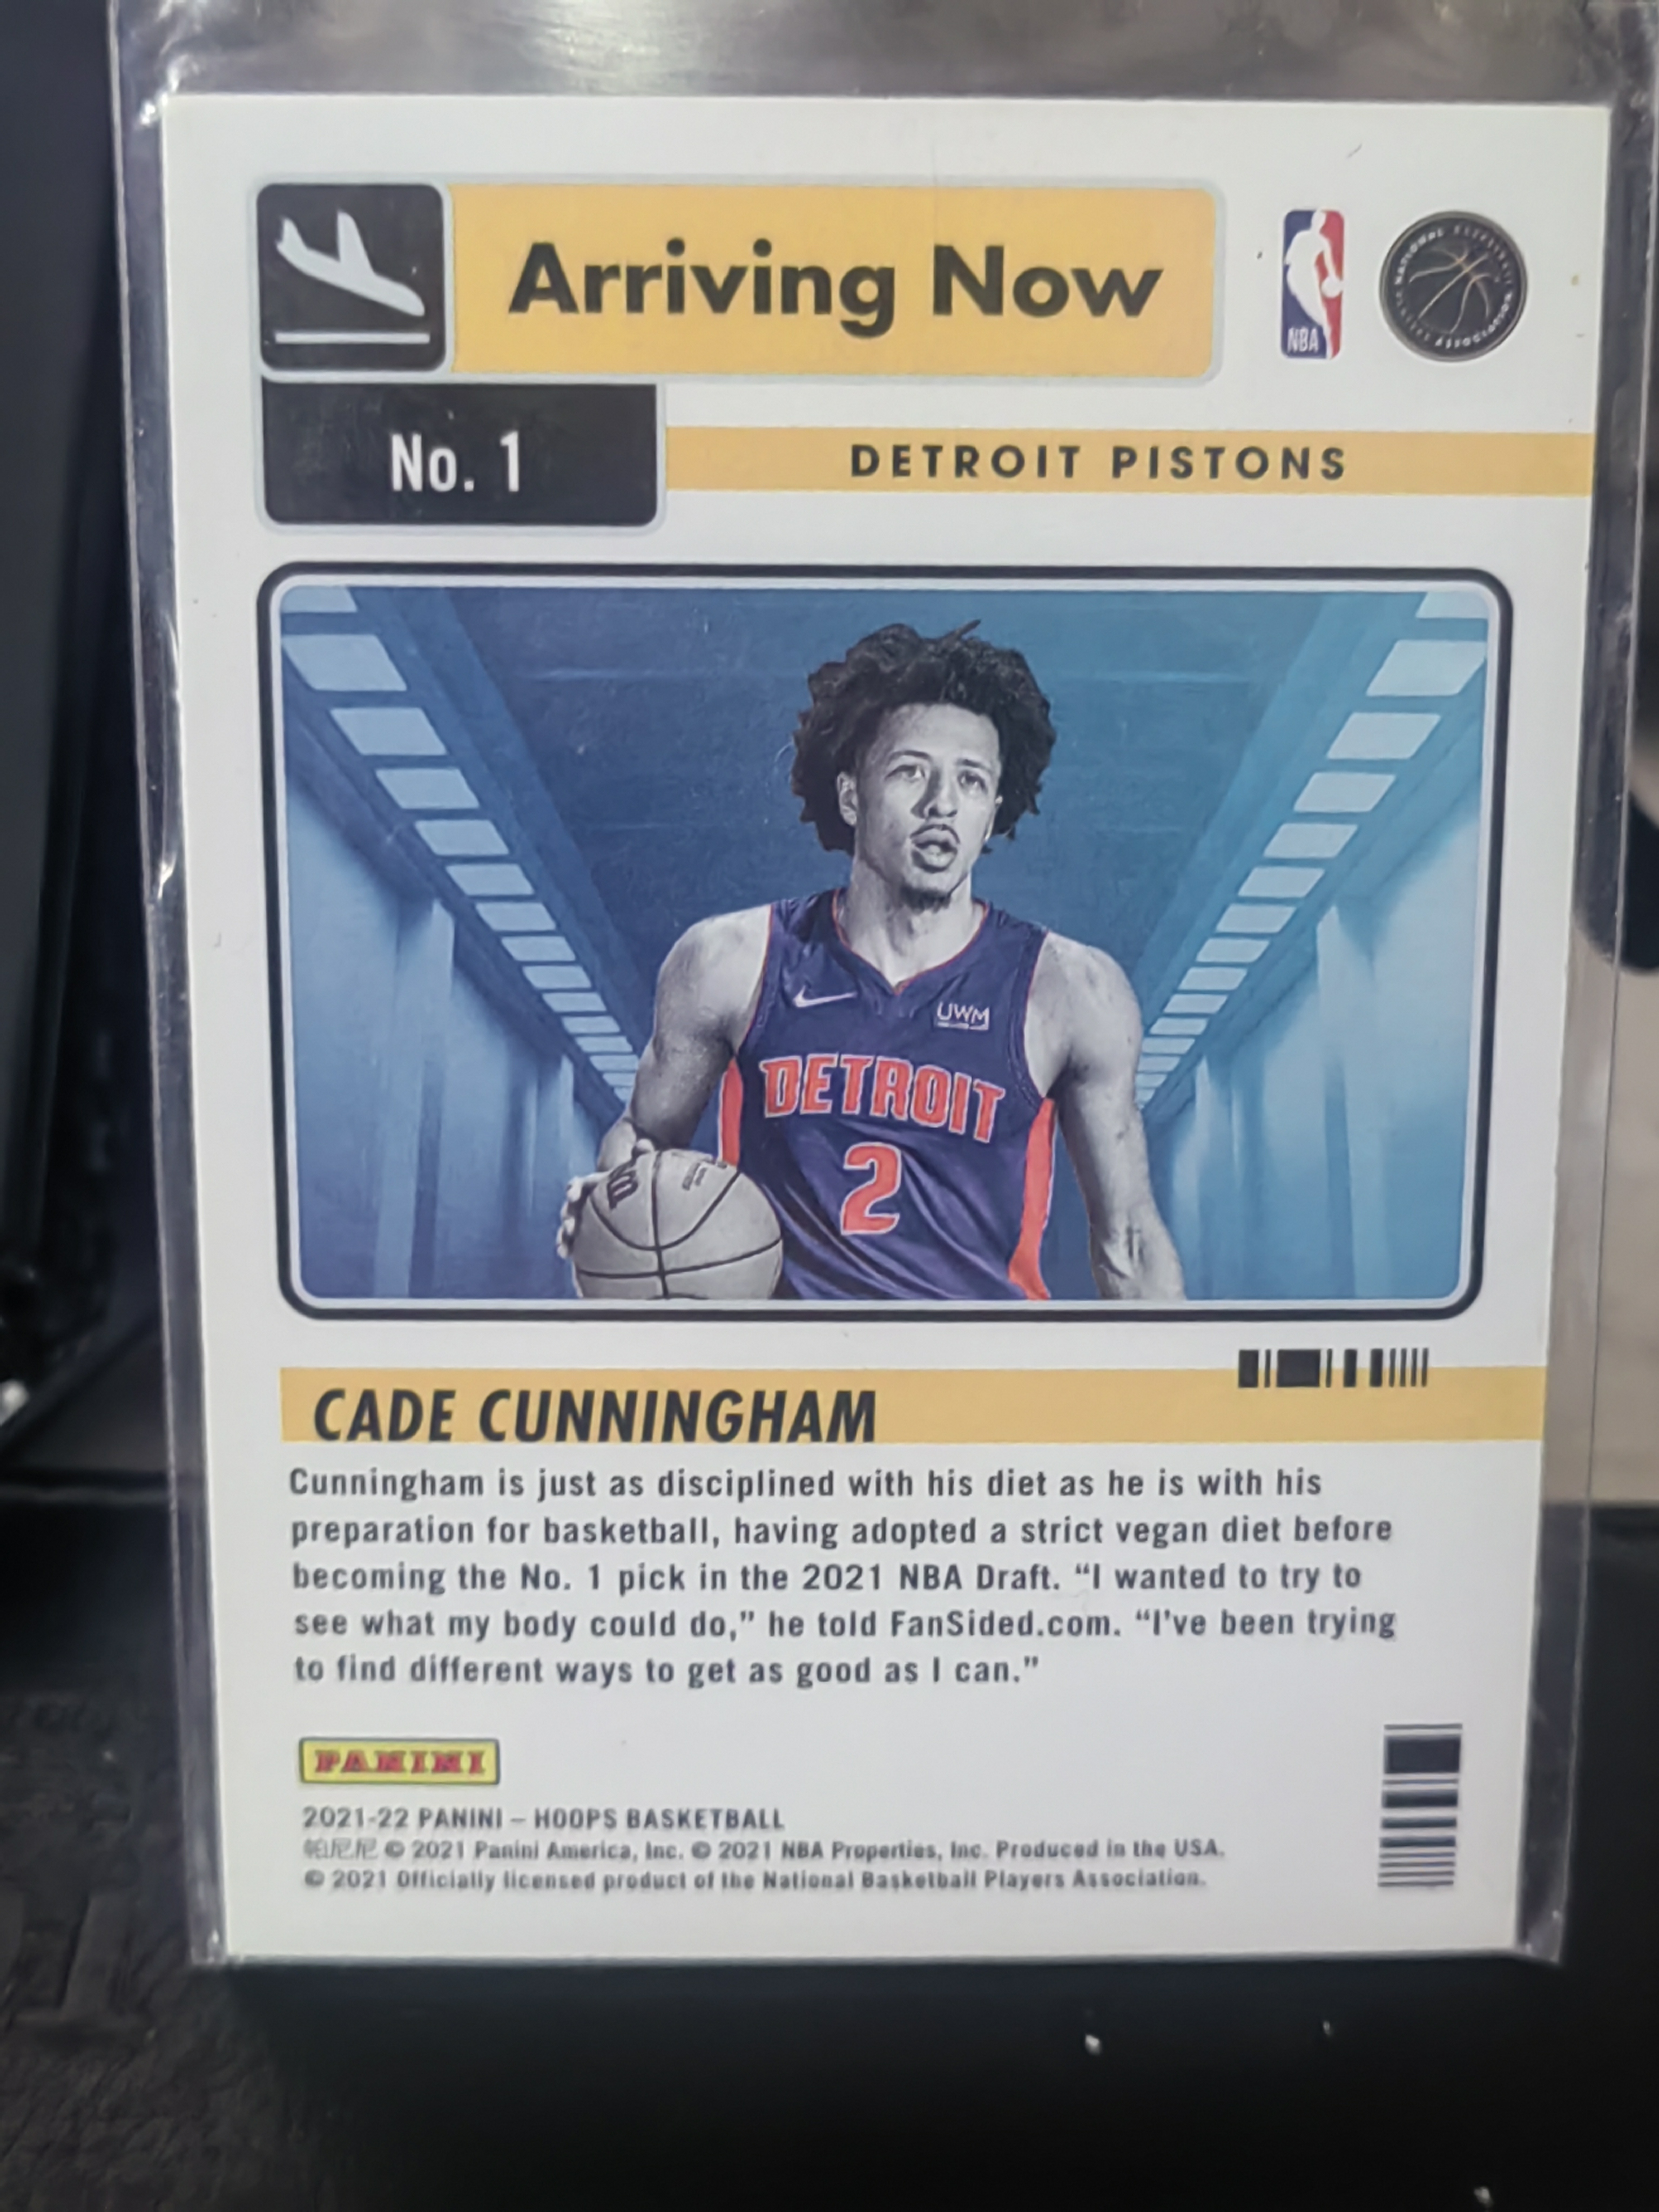 Arriving Now
NBA
No. 1
DETROIT PISTONS
UWM
DETROIT
2
CADE CUNNINGHAM
Cunningham is just as disciplined with his diet as he is with his
preparation for basketball, having adopted a strict vegan diet before
becoming the No. 1 pick in the 2021 NBA Draft. “I wanted to try to
see what my body could do,” he told FanSided.com. “I've been trying
to find different ways to get as good as I can.”
PANINI
2021-22 PANINI – HOOPS BASKETBALL
帕尼尼 © 2021 Panini America, Inc. © 2021 NBA Properties, Inc. Produced in the USA.
© 2021 Officially licensed product of the National Basketball Players Association.